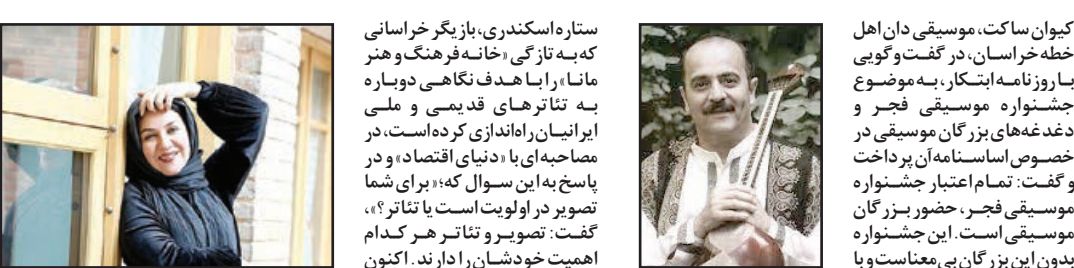 کیوان ساکت، موسیقی دان اهل
خطه خراسان، در گفت‌وگویی
با روزنامه ابتکار، به موضوع
جشنواره موسیقی فجر و
دغدغه‌های بزرگان موسیقی در
خصوص اساسنامه آن پرداخت
و گفت: تمام اعتبار جشنواره
موسیقی فجر، حضور بزرگان
موسیقی است. این جشنواره
بدون این بزرگان بی‌معناست و با
ستاره اسکندری، بازیگر خراسانی
که به تازگی «خانه فرهنگ و هنر
مانا» را با هدف نگاهی دوباره
به تئاترهای قدیمی و ملی
ایرانیان راه‌اندازی کرده است، در
مصاحبه‌ای با «دنیای اقتصاد» و در
پاسخ به این سوال که؛ «برای شما
تصویر در اولویت است یا تئاتر؟»،
گفت: تصویر و تئاتر هر کدام
اهمیت خودشان را دارند. اکنون